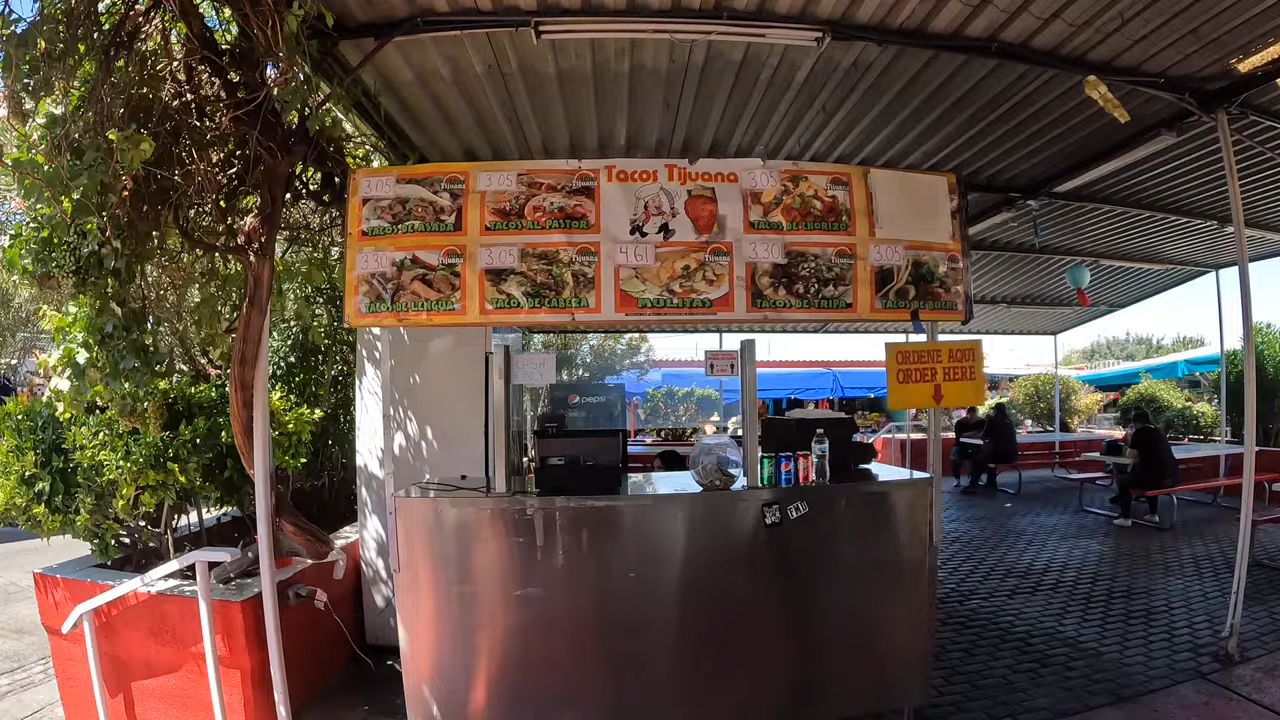 Tacos Tijuana
3.05
Tijuana
TACOS DE ASADA
3.05
Tijuana
TACOS AL PASTOR
3.05
Tijuana
TACOS DE CHORIZO
3.30
Tijuana
TACOS DE LENGUA
3.05
Tijuana
TACOS DE CABEZA
4.61
Tijuana
MULITAS
3.30
Tijuana
TACOS DE TRIPA
3.05
Tijuana
TACOS DE BUCHE
CASH
ONLY
pepsi
ORDENE AQUI
ORDER HERE